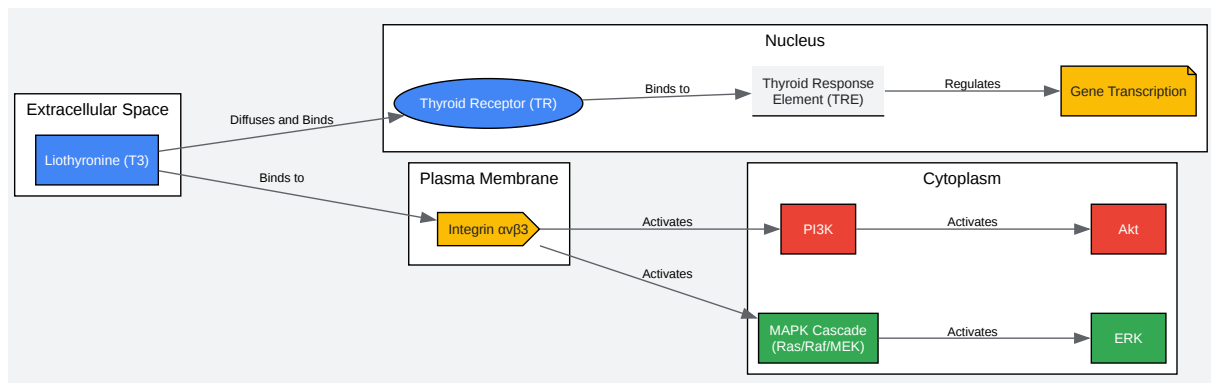 Nucleus
Extracellular Space
Liothyronine (T3)
Diffuses and Binds
Thyroid Receptor (TR)
Binds to
Thyroid Response
Element (TRE)
Regulates
Gene Transcription
Binds to
Plasma Membrane
Integrin αvβ3
Cytoplasm
Activates
PI3K
Activates
Akt
Activates
MAPK Cascade
(Ras/Raf/MEK)
Activates
ERK